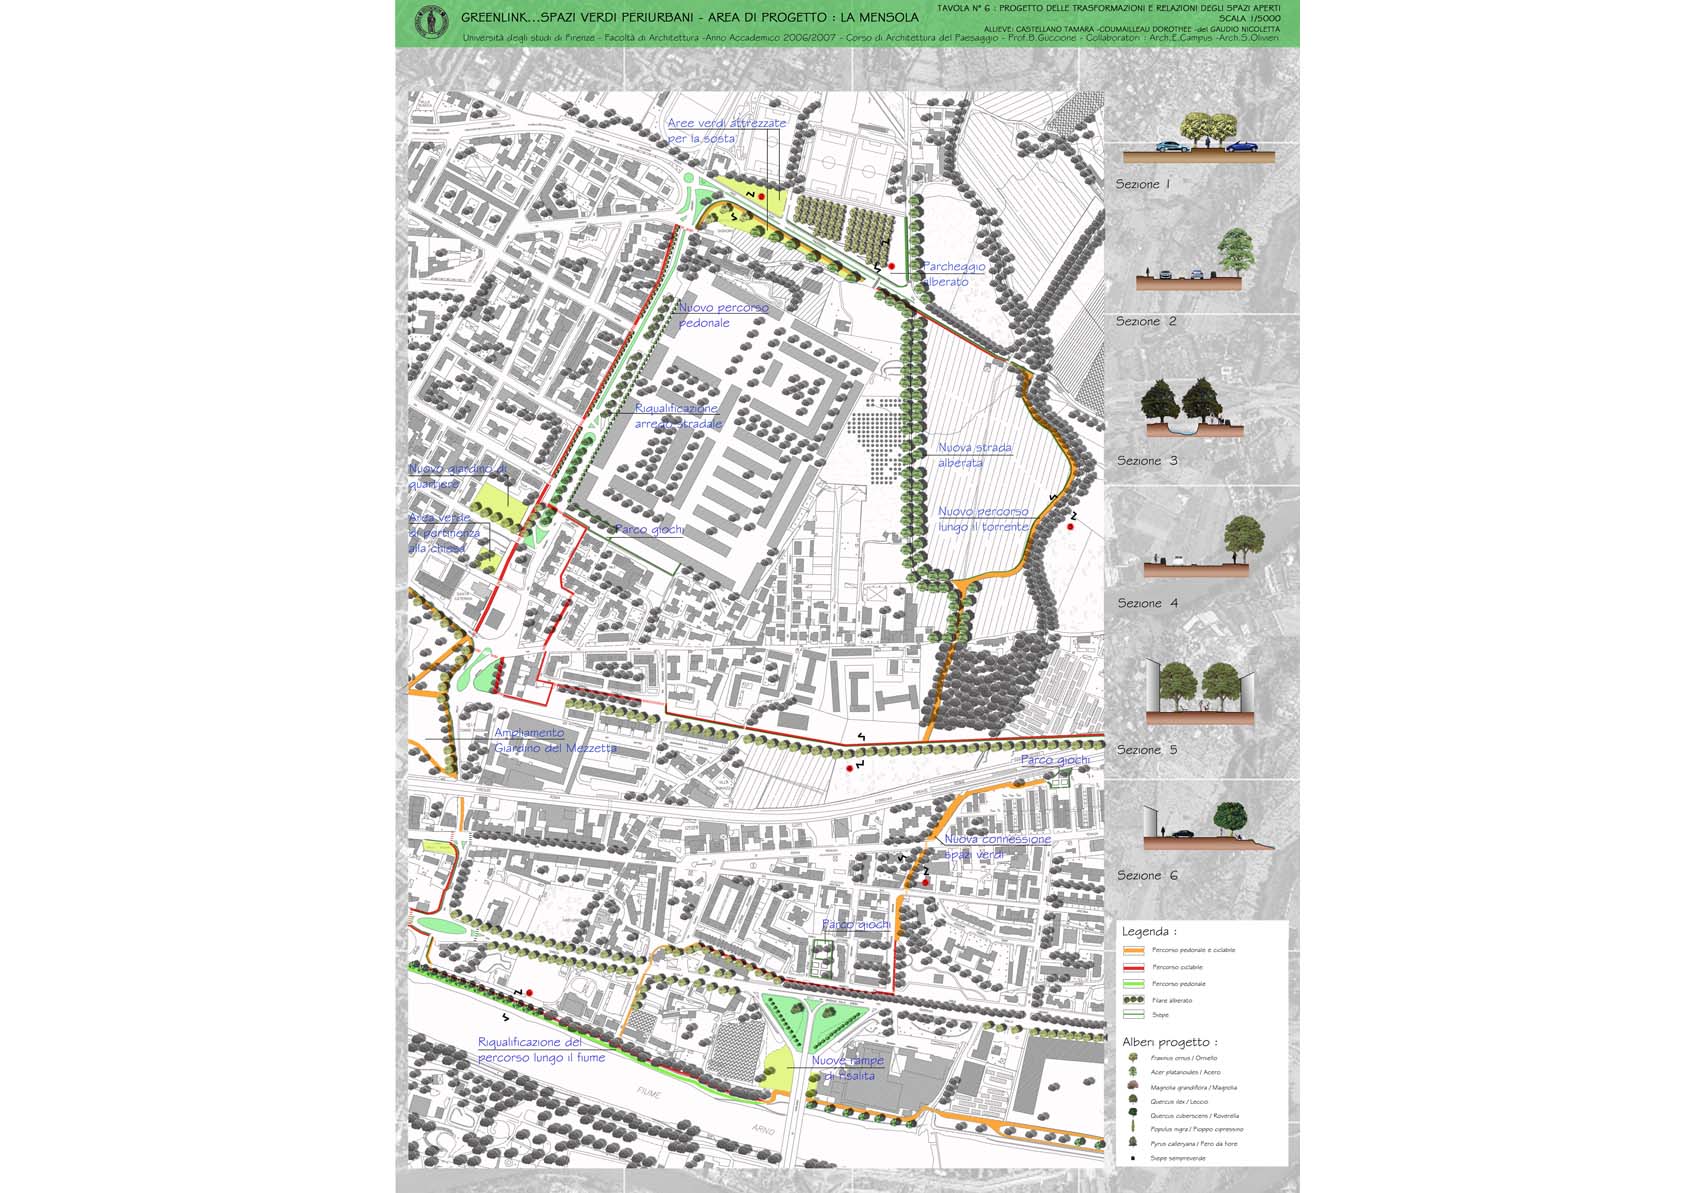 GREENLINK...SPAZI VERDI PERIURBANI - AREA DI PROGETTO : LA MENSOLA
TAVOLA N° 6 : PROGETTO DELLE TRASFORMAZIONI E RELAZIONI DEGLI SPAZI APERTI
SCALA 1/5000
ALLIEVE: CASTELLANO TAMARA -COUMAILLEAU DOROTHEE -del GAUDIO NICOLETTA
Università degli studi di Firenze - Facoltà di Architettura -Anno Accademico 2006/2007 - Corso di Architettura del Paesaggio - Prof.B.Guccione - Collaboratori : Arch.E.Campus -Arch.S.Olivieri
Aree verdi attrezzate
per la sosta
Parcheggio
alberato
Nuovo percorso
pedonale
Riqualificazione
arredo stradale
Nuova strada
alberata
Nuovo giardino di
quartiere
Area verde
di pertinenza
alla chiesa
Parco giochi
Nuovo percorso
lungo il torrente
Ampliamento
Giardino del Mezzetta
Parco giochi
Nuova connessione
spazi verdi
Parco giochi
Riqualificazione del
percorso lungo il fiume
Nuove rampe
di risalita
FIUME
ARNO
Sezione 1
Sezione 2
Sezione 3
Sezione 4
Sezione 5
Sezione 6
Legenda :
Percorso pedonale e ciclabile
Percorso ciclabile
Percorso pedonale
Filare alberato
Siepe
Alberi progetto :
Fraxinus ornus / Orniello
Acer platanoides / Acero
Magnolia grandiflora / Magnolia
Quercus ilex / Leccio
Quercus cuberscens / Roverella
Populus nigra / Pioppo cipressino
Pyrus calleryana / Pero da fiore
Siepe sempreverde